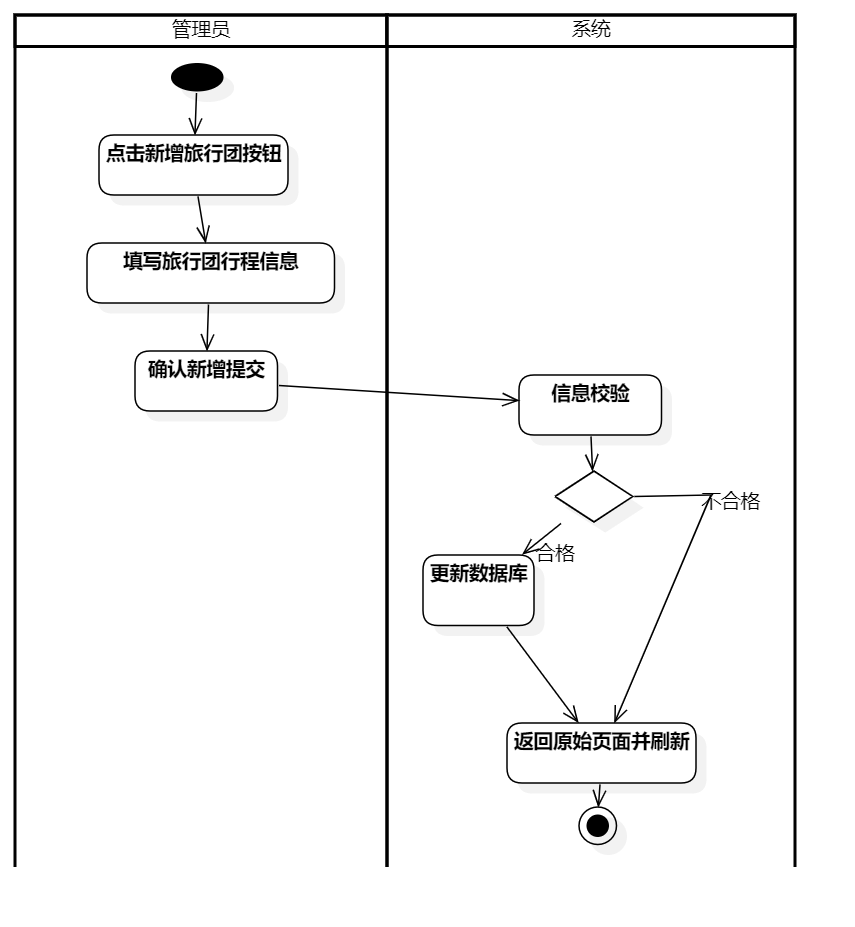 管理员
系统
点击新增旅行团按钮
填写旅行团行程信息
确认新增提交
信息校验
不合格
合格
更新数据库
返回原始页面并刷新